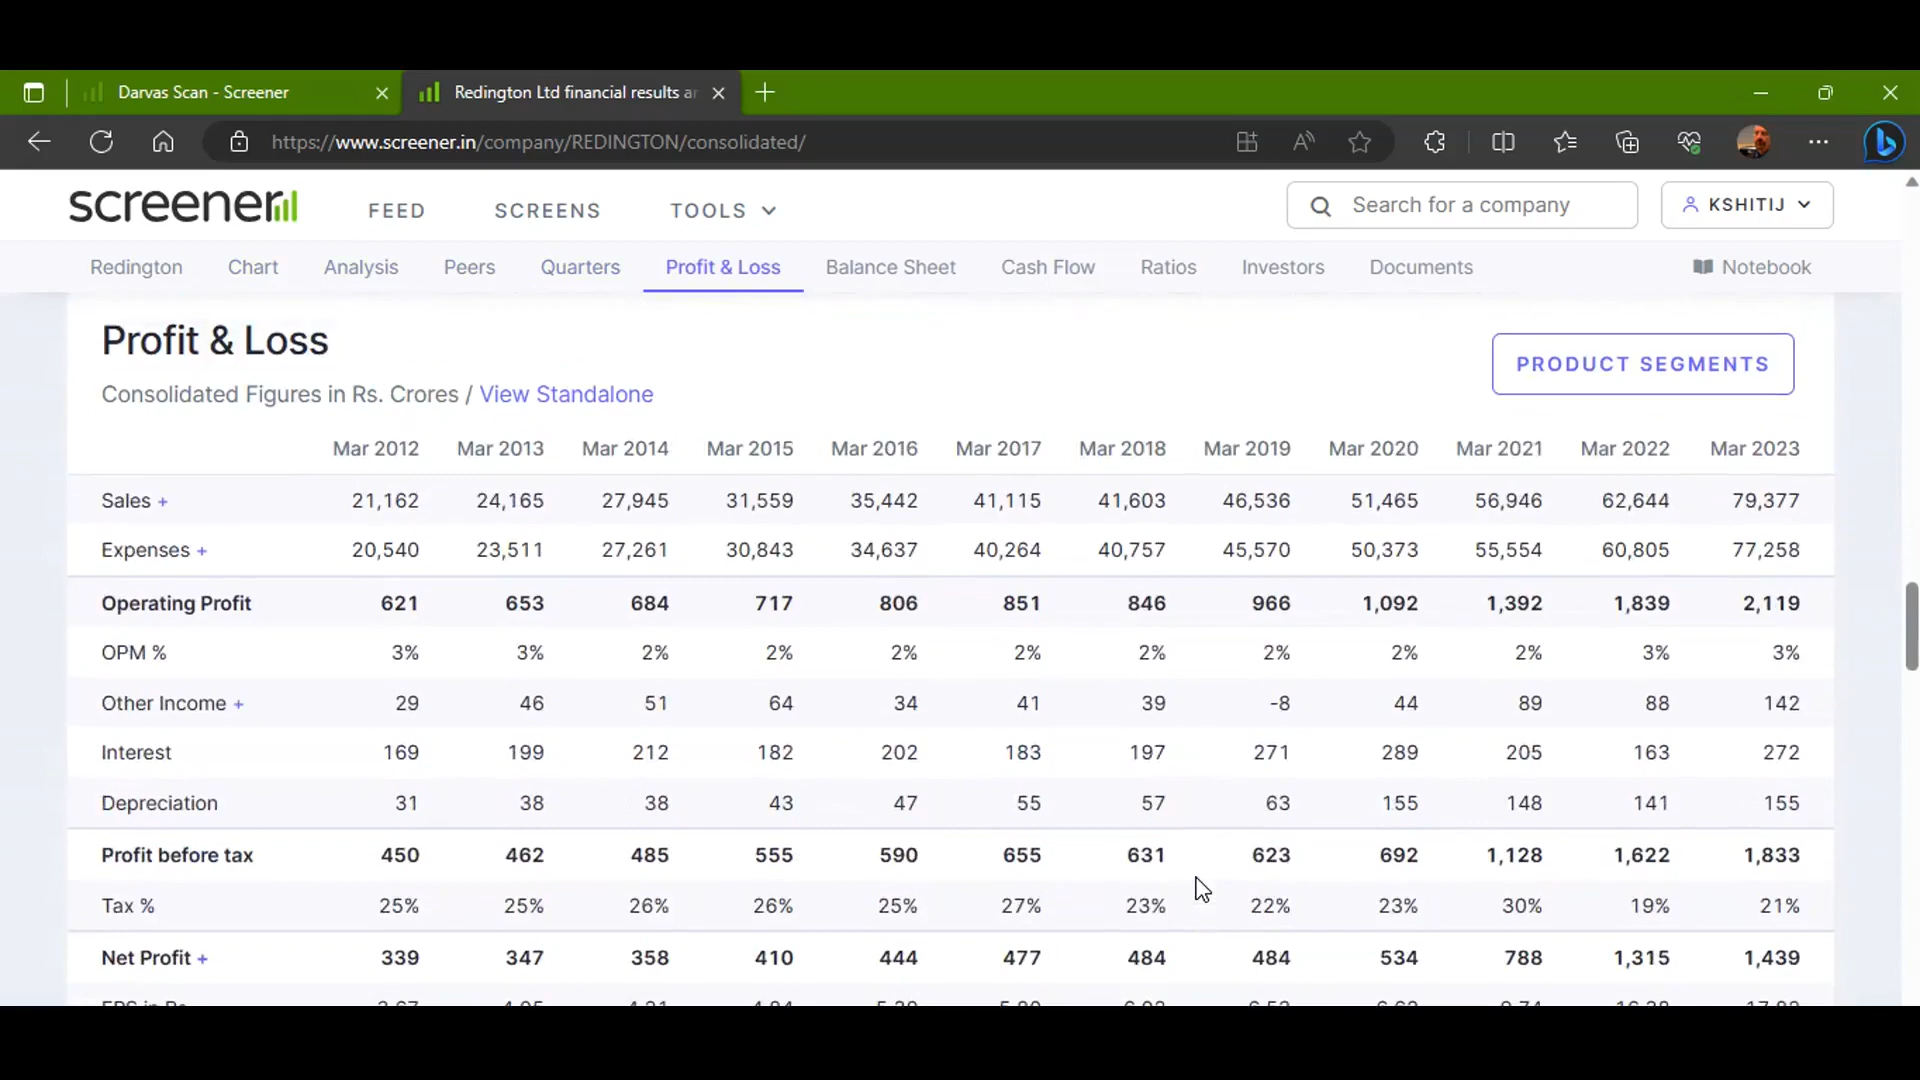 Darvas Scan - Screener
Redington Ltd financial results ar
https://www.screener.in/company/REDINGTON/consolidated/
screener
FEED SCREENS TOOLS
Search for a company
KSHITIJ
Redington Chart Analysis Peers Quarters Profit & Loss Balance Sheet Cash Flow Ratios Investors Documents Notebook
Profit & Loss
PRODUCT SEGMENTS
Consolidated Figures in Rs. Crores / View Standalone
Mar 2012 Mar 2013 Mar 2014 Mar 2015 Mar 2016 Mar 2017 Mar 2018 Mar 2019 Mar 2020 Mar 2021 Mar 2022 Mar 2023
Sales + 21,162 24,165 27,945 31,559 35,442 41,115 41,603 46,536 51,465 56,946 62,644 79,377
Expenses + 20,540 23,511 27,261 30,843 34,637 40,264 40,757 45,570 50,373 55,554 60,805 77,258
Operating Profit 621 653 684 717 806 851 846 966 1,092 1,392 1,839 2,119
OPM % 3% 3% 2% 2% 2% 2% 2% 2% 2% 2% 3% 3%
Other Income + 29 46 51 64 34 41 39 -8 44 89 88 142
Interest 169 199 212 182 202 183 197 271 289 205 163 272
Depreciation 31 38 38 43 47 55 57 63 155 148 141 155
Profit before tax 450 462 485 555 590 655 631 623 692 1,128 1,622 1,833
Tax % 25% 25% 26% 26% 25% 27% 23% 22% 23% 30% 19% 21%
Net Profit + 339 347 358 410 444 477 484 484 534 788 1,315 1,439